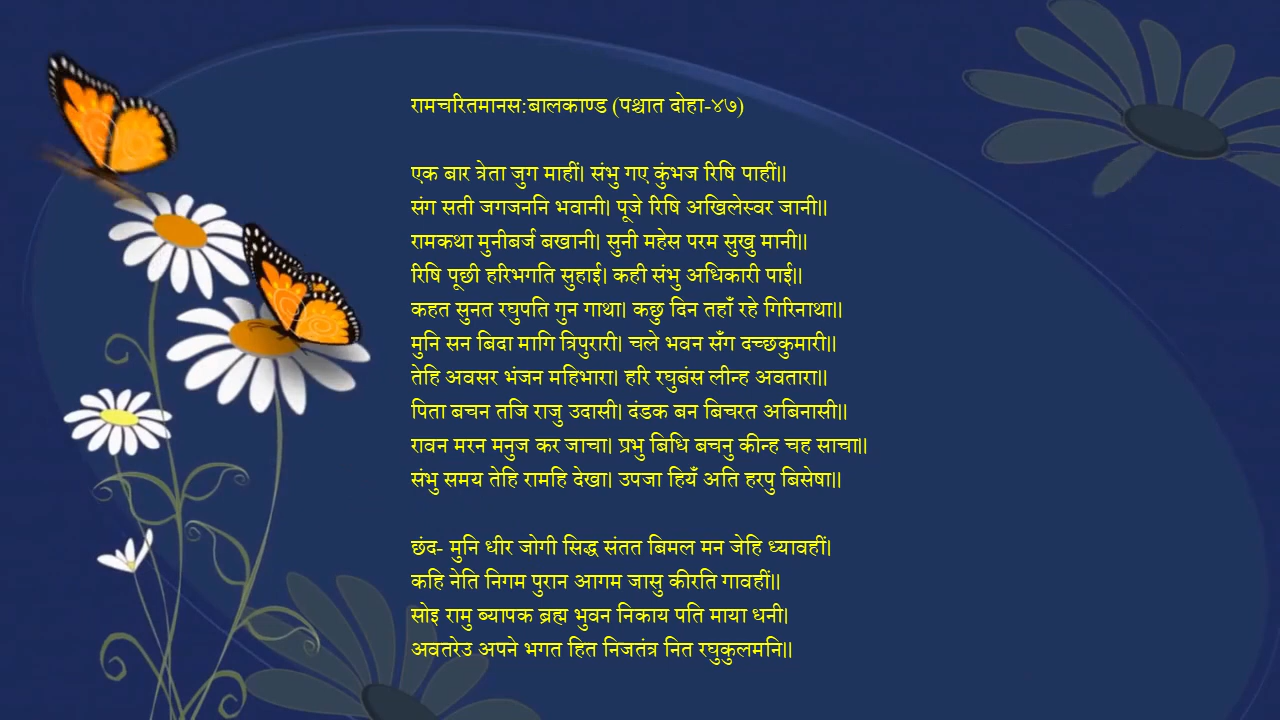 रामचरितमानस:बालकाण्ड (पश्चात दोहा-४७)
एक बार त्रेता जुग माहीं। संभु गए कुंभज रिषि पाहीं॥
संग सती जगजननि भवानी। पूजे रिषि अखिलेस्वर जानी॥
रामकथा मुनीबर्ज बखानी। सुनी महेस परम सुखु मानी॥
रिषि पूछी हरिभगति सुहाई। कही संभु अधिकारी पाई॥
कहत सुनत रघुपति गुन गाथा। कछु दिन तहाँ रहे गिरिनाथा॥
मुनि सन बिदा मागि त्रिपुरारी। चले भवन सँग दच्छकुमारी॥
तेहि अवसर भंजन महिभारा। हरि रघुबंस लीन्ह अवतारा॥
पिता बचन तजि राजु उदासी। दंडक बन बिचरत अबिनासी॥
रावन मरन मनुज कर जाचा। प्रभु बिधि बचनु कीन्ह चह साचा॥
संभु समय तेहि रामहि देखा। उपजा हियँ अति हरपु बिसेषा॥
छंद- मुनि धीर जोगी सिद्ध संतत बिमल मन जेहि ध्यावहीं।
कहि नेति निगम पुरान आगम जासु कीरति गावहीं॥
सोइ रामु ब्यापक ब्रह्म भुवन निकाय पति माया धनी।
अवतरेउ अपने भगत हित निजतंत्र नित रघुकुलमनि॥